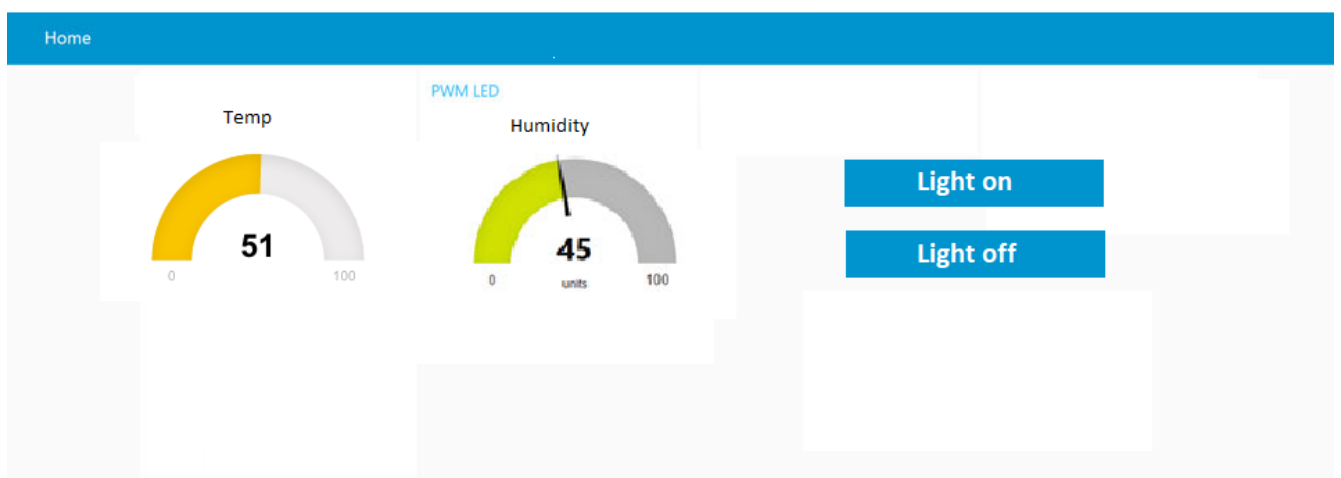 Home
PWM LED
Temp
Humidity
51
0
100
45
0
units
100
Light on
Light off